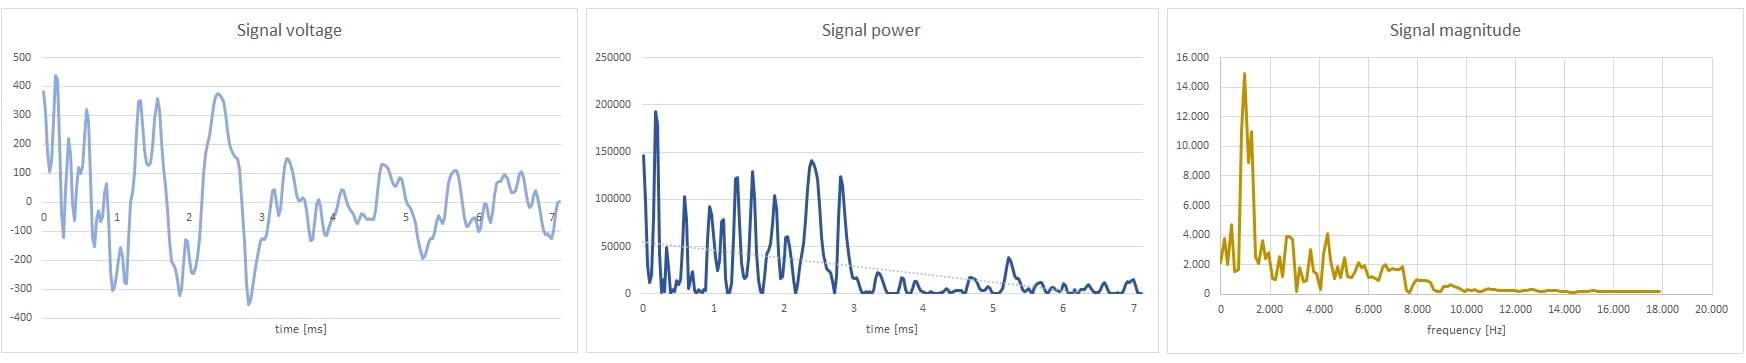 Signal voltage
500
400
300
200
100
0
-100
-200
-300
-400
0 1 2 3 4 5 6 7
time [ms]
Signal power
250000
200000
150000
100000
50000
0
0 1 2 3 4 5 6 7
time [ms]
Signal magnitude
16.000
14.000
12.000
10.000
8.000
6.000
4.000
2.000
0
0 2.000 4.000 6.000 8.000 10.000 12.000 14.000 16.000 18.000 20.000
frequency [Hz]